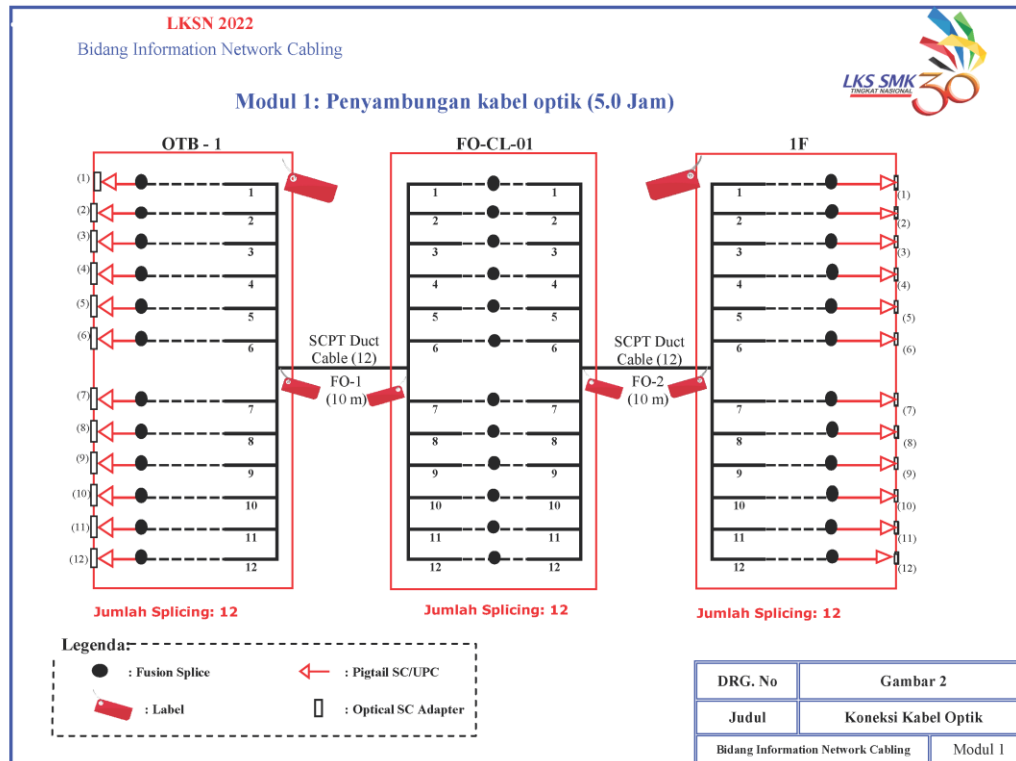 LKSN 2022
Bidang Information Network Cabling
LKS SMK 30
TINGKAT NASIONAL
Modul 1: Penyambungan kabel optik (5.0 Jam)
OTB - 1
(1)
1
(2)
2
(3)
3
(4)
4
(5)
5
(6)
6
(7)
7
(8)
8
(9)
9
(10)
10
(11)
11
(12)
12
Jumlah Splicing: 12
SCPT Duct
Cable (12)
FO-1
(10 m)
FO-CL-01
1 1
2 2
3 3
4 4
5 5
6 6
7 7
8 8
9 9
10 10
11 11
12 12
Jumlah Splicing: 12
SCPT Duct
Cable (12)
FO-2
(10 m)
1F
1
(1)
2
(2)
3
(3)
4
(4)
5
(5)
6
(6)
7
(7)
8
(8)
9
(9)
10
(10)
11
(11)
12
(12)
Jumlah Splicing: 12
Legenda:
: Fusion Splice
: Pigtail SC/UPC
: Label
: Optical SC Adapter
DRG. No Gambar 2
Judul Koneksi Kabel Optik
Bidang Information Network Cabling Modul 1